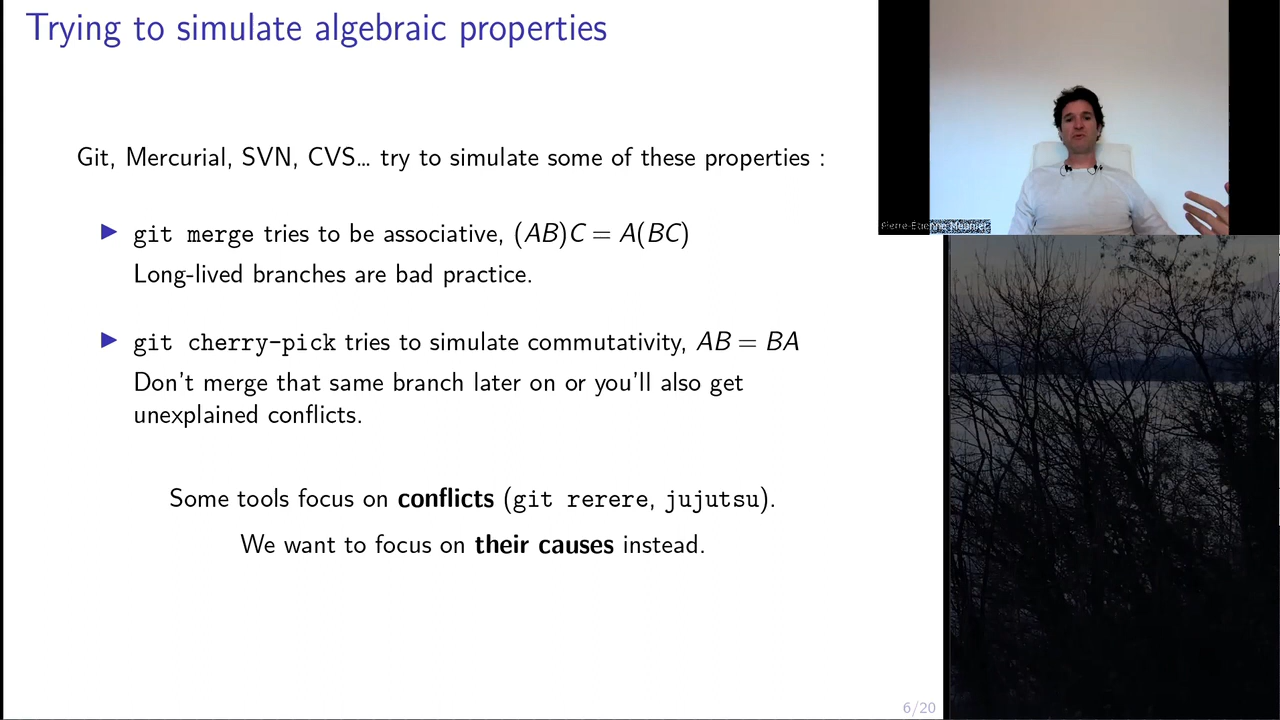 Trying to simulate algebraic properties
Git, Mercurial, SVN, CVS… try to simulate some of these properties :
▶ git merge tries to be associative, (AB)C = A(BC)
Long-lived branches are bad practice.
▶ git cherry-pick tries to simulate commutativity, AB = BA
Don't merge that same branch later on or you'll also get
unexplained conflicts.
Some tools focus on conflicts (git rerere, jujutsu).
We want to focus on their causes instead.
6/20
Pierre-Étienne Meunier